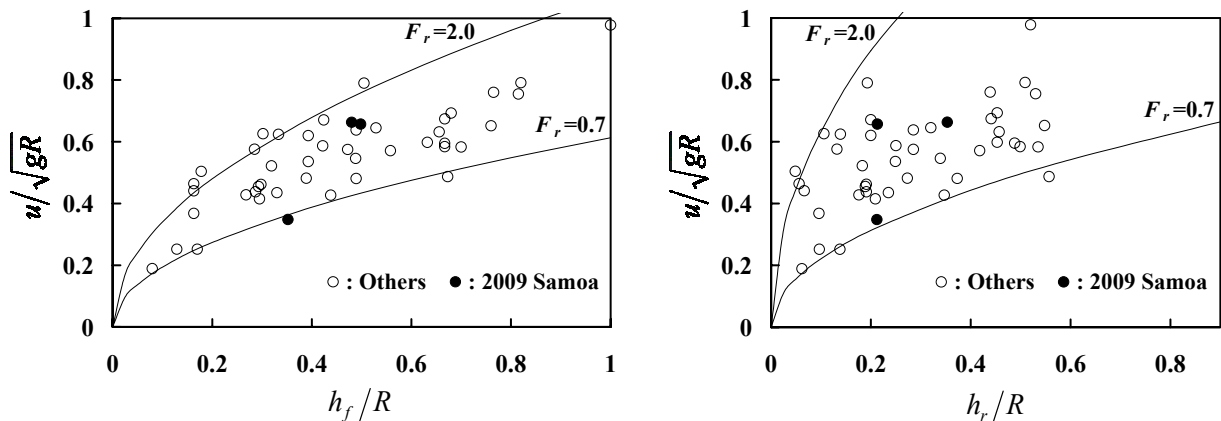 1
0.8
0.6
0.4
0.2
0
u/√gR
F r=2.0
F r=0.7
○ : Others ● : 2009 Samoa
0 0.2 0.4 0.6 0.8 1
h_f/R
1
0.8
0.6
0.4
0.2
0
u/√gR
F r=2.0
F r=0.7
○ : Others ● : 2009 Samoa
0 0.2 0.4 0.6 0.8
h_r/R